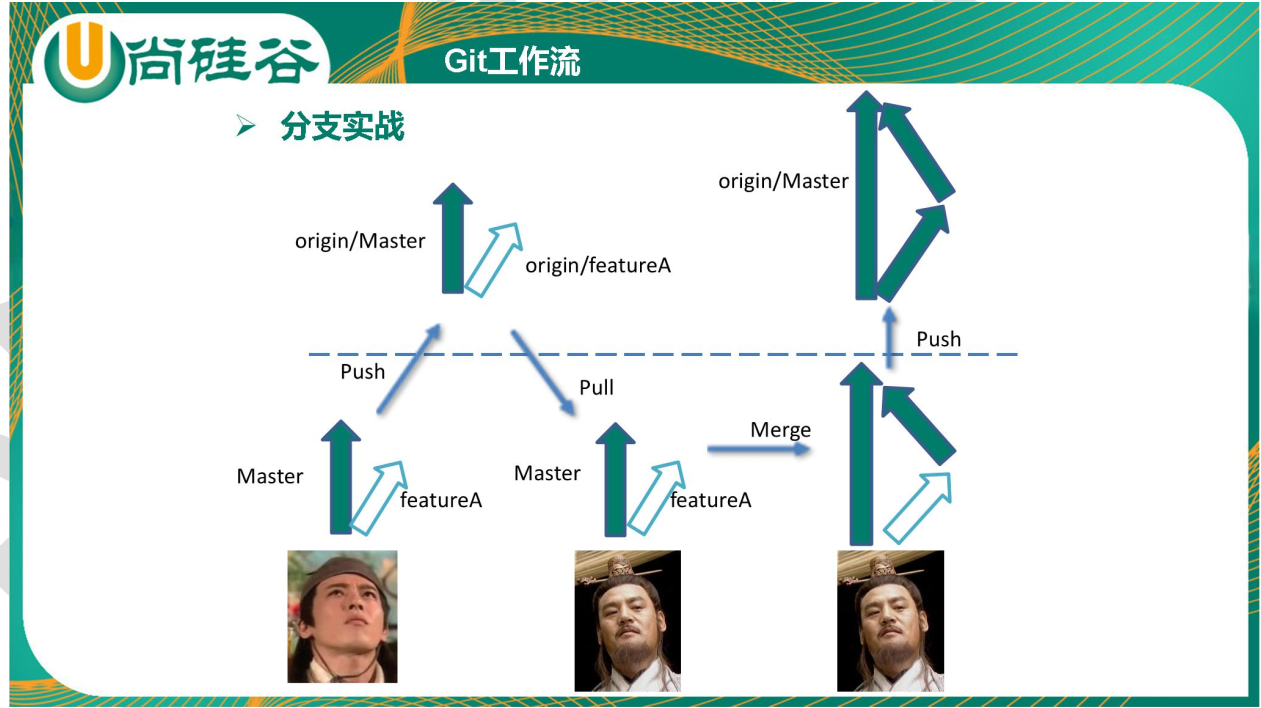 尚硅谷
Git工作流
分支实战
origin/Master
origin/Master
origin/featureA
Push
Push
Pull
Merge
Master
featureA
Master
featureA